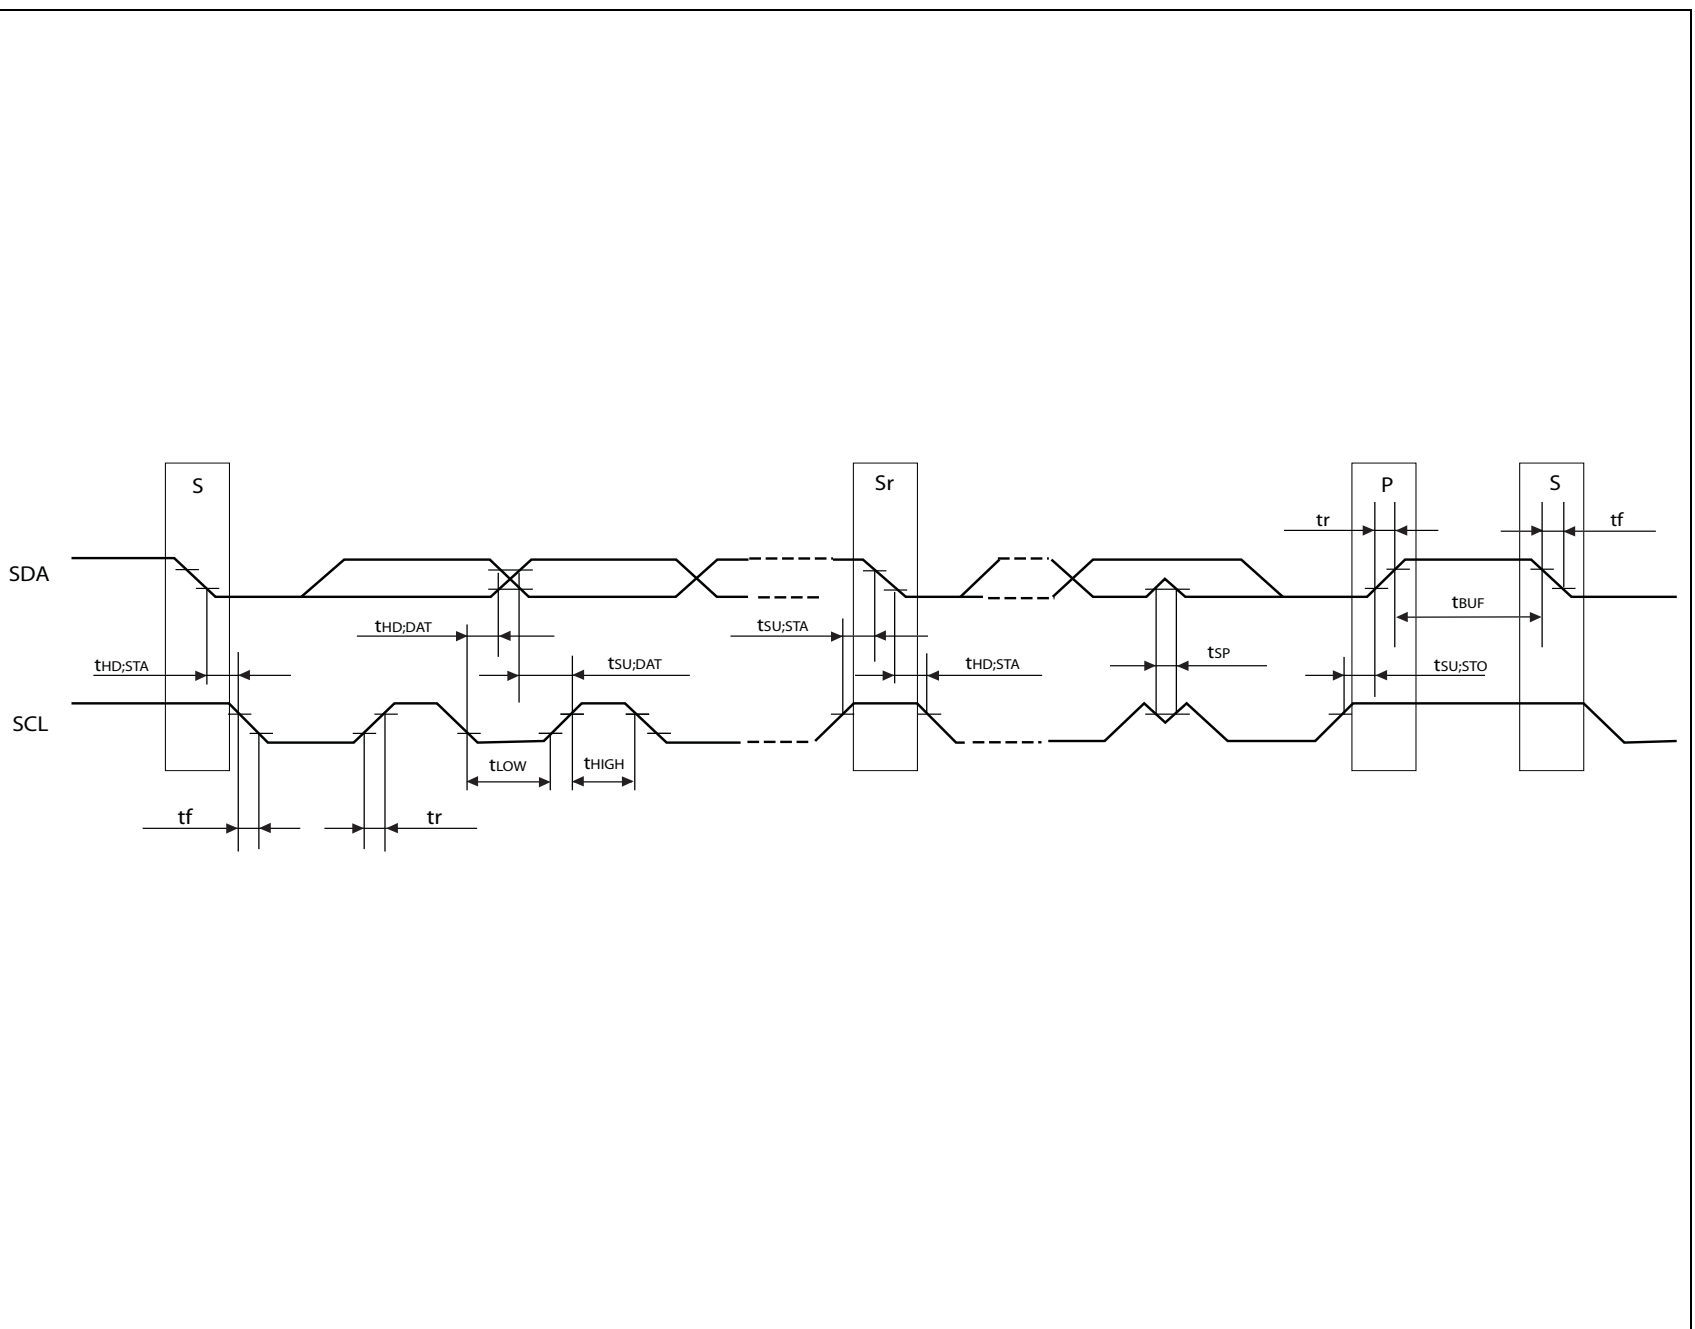 S
Sr
P
S
tr
tf
SDA
tBUF
tHD;DAT
tSU;STA
tSP
tHD;STA
tSU;DAT
tHD;STA
tSU;STO
SCL
tLOW
tHIGH
tf
tr